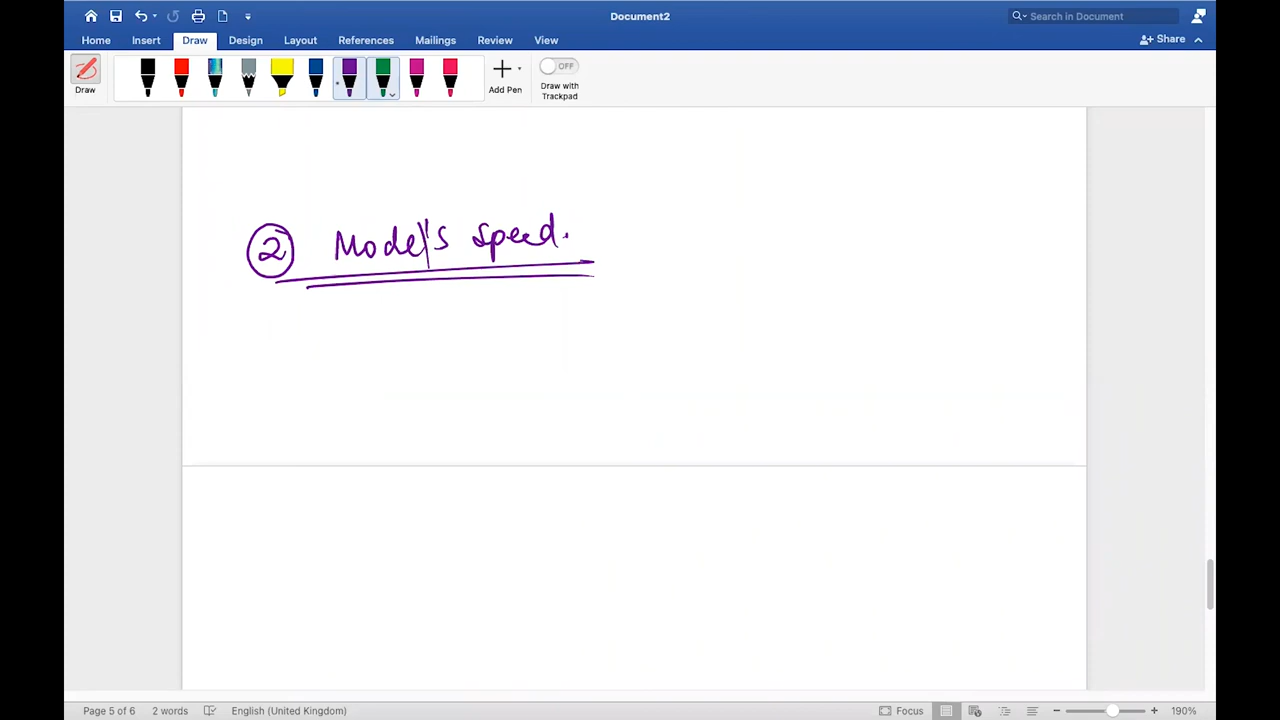 Document2
Search in Document
Home Insert Draw Design Layout References Mailings Review View
Share
Draw
Add Pen
OFF
Draw with
Trackpad
② Model's Speed.
Page 5 of 6 2 words English (United Kingdom) Focus 190%